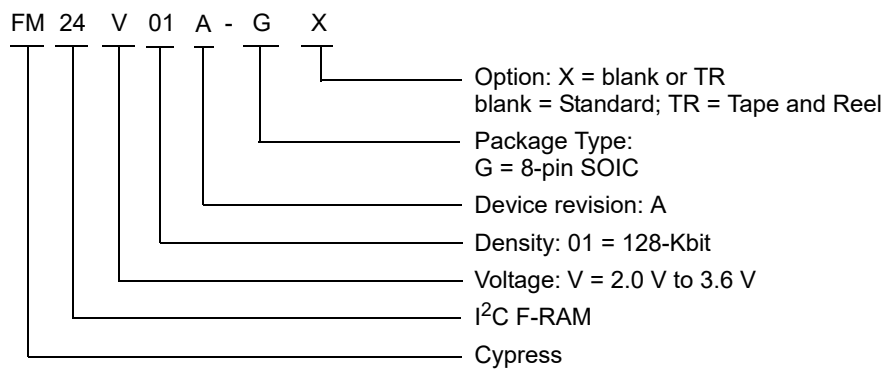 FM 24 V 01 A - G X
Option: X = blank or TR
blank = Standard; TR = Tape and Reel
Package Type:
G = 8-pin SOIC
Device revision: A
Density: 01 = 128-Kbit
Voltage: V = 2.0 V to 3.6 V
I²C F-RAM
Cypress